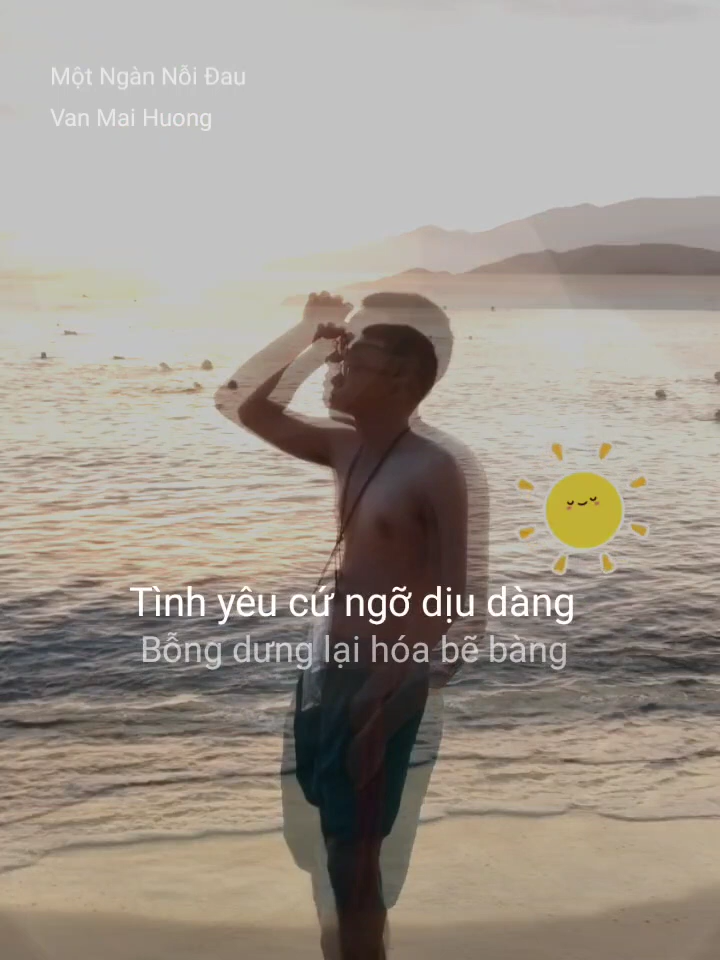 Một Ngàn Nỗi Đau
Van Mai Huong
Tình yêu cứ ngỡ dịu dàng
Bỗng dưng lại hóa bẽ bàng